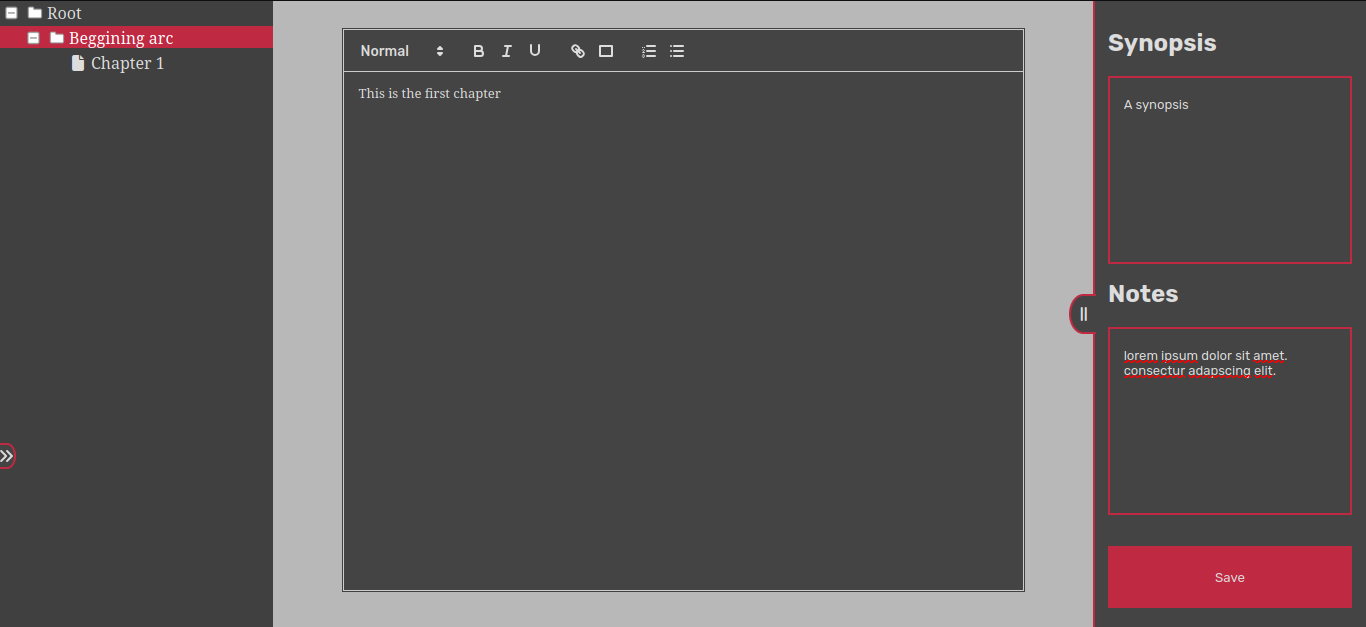 Root
Beggining arc
Chapter 1
Normal
B I U
This is the first chapter
Synopsis
A synopsis
Notes
lorem ipsum dolor sit amet.
consectur adapscing elit.
Save